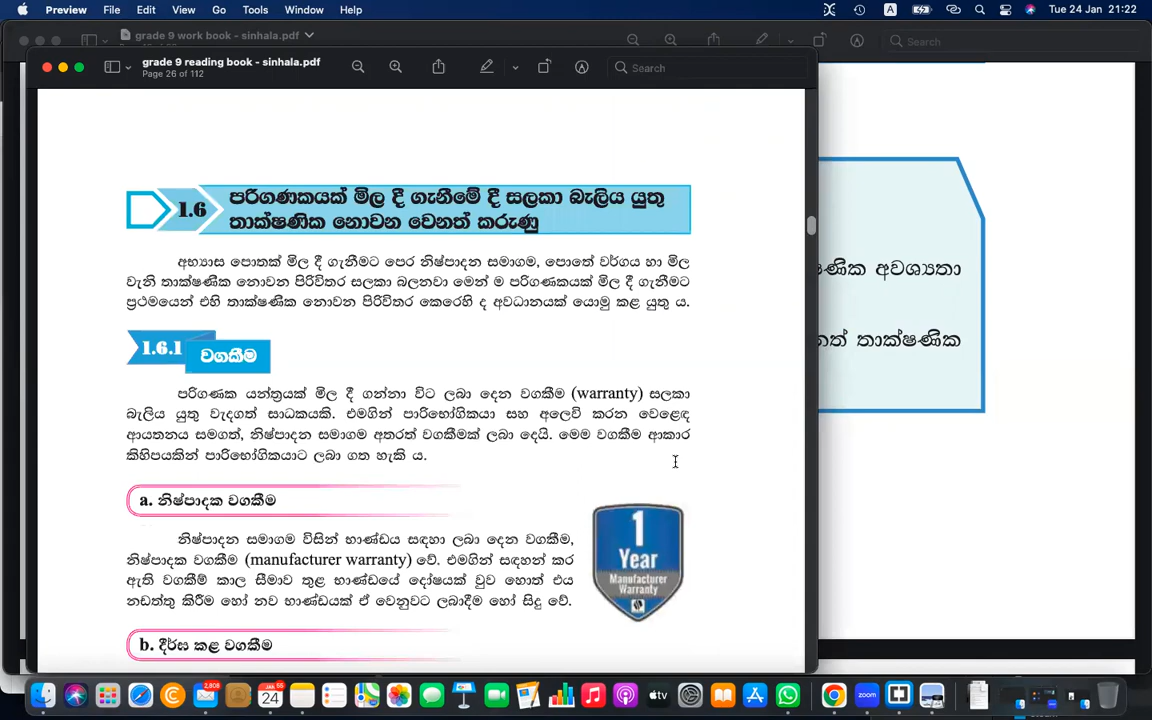 Preview File Edit View Go Tools Window Help A Tue 24 Jan 21:22
grade 9 work book - sinhala.pdf
Search
grade 9 reading book - sinhala.pdf
Page 26 of 112
Search
1.6 පරිගණකයක් මිල දී ගැනීමේ දී සලකා බැලිය යුතු
තාක්ෂණික නොවන වෙනත් කරුණු
අභ්‍යාස පොතක් මිල දී ගැනීමට පෙර නිෂ්පාදන සමාගම, පොතේ වර්ගය හා මිල
වැනි තාක්ෂණික නොවන පිරිවිතර සලකා බලනවා මෙන් ම පරිගණකයක් මිල දී ගැනීමට
ප්‍රථමයෙන් එහි තාක්ෂණික නොවන පිරිවිතර කෙරෙහි ද අවධානයක් යොමු කළ යුතු ය.
1.6.1 වගකීම
පරිගණක යන්ත්‍රයක් මිල දී ගන්නා විට ලබා දෙන වගකීම (warranty) සලකා
බැලිය යුතු වැදගත් සාධකයකි. එමගින් පාරිභෝගිකයා සහ අලෙවි කරන වෙළෙඳ
ආයතනය සමගත්, නිෂ්පාදන සමාගම අතරත් වගකීමක් ලබා දෙයි. මෙම වගකීම ආකාර
කිහිපයකින් පාරිභෝගිකයාට ලබා ගත හැකි ය.
a. නිෂ්පාදක වගකීම
නිෂ්පාදන සමාගම විසින් භාණ්ඩය සඳහා ලබා දෙන වගකීම,
නිෂ්පාදක වගකීම (manufacturer warranty) වේ. එමගින් සඳහන් කර
ඇති වගකීම් කාල සීමාව තුළ භාණ්ඩයේ දෝෂයක් වුව හොත් එය
නඩත්තු කිරීම හෝ නව භාණ්ඩයක් ඒ වෙනුවට ලබාදීම හෝ සිදු වේ.
1
Year
Manufacturer
Warranty
b. දීර්ඝ කළ වගකීම
ණික අවශ්‍යතා
නත් තාක්ෂණික
2,808
24
tv
zoom